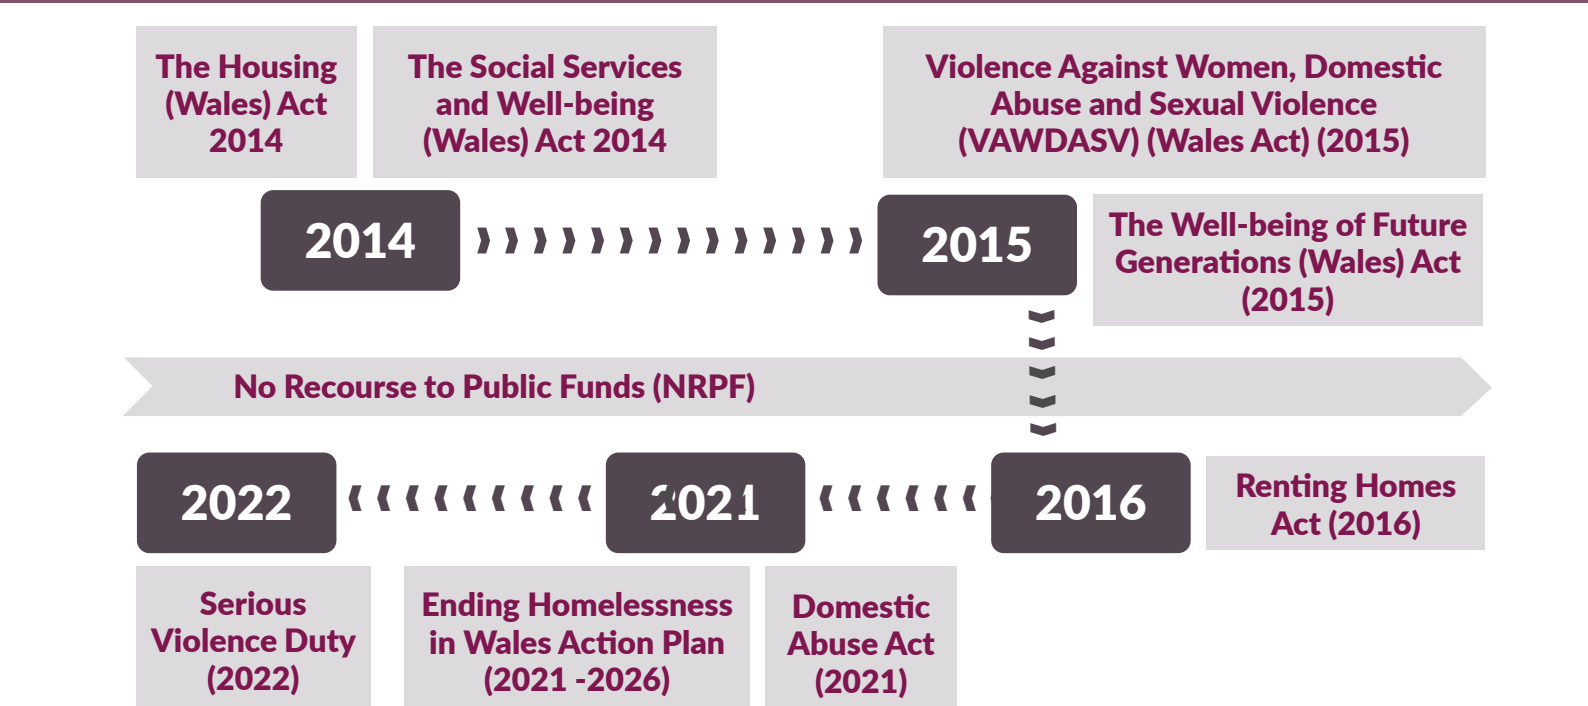 The Housing
(Wales) Act
2014
The Social Services
and Well-being
(Wales) Act 2014
Violence Against Women, Domestic
Abuse and Sexual Violence
(VAWDASV) (Wales Act) (2015)
2014
2015
The Well-being of Future
Generations (Wales) Act
(2015)
No Recourse to Public Funds (NRPF)
2022
2021
2016
Renting Homes
Act (2016)
Serious
Violence Duty
(2022)
Ending Homelessness
in Wales Action Plan
(2021 -2026)
Domestic
Abuse Act
(2021)